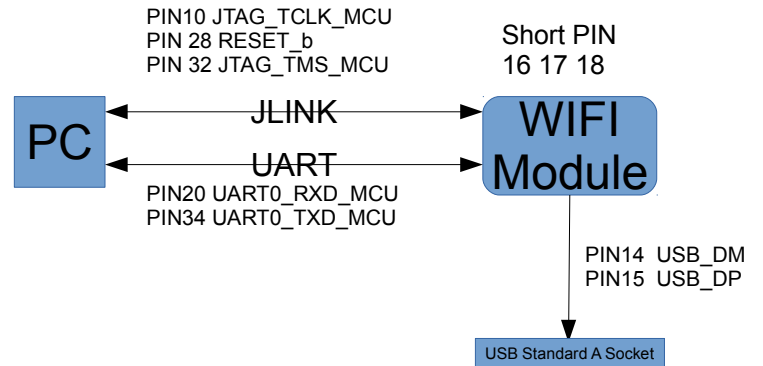 PIN10 JTAG_TCLK_MCU
PIN 28 RESET_b
PIN 32 JTAG_TMS_MCU
Short PIN
16 17 18
JLINK
PC
WIFI
Module
UART
PIN20 UART0_RXD_MCU
PIN34 UART0_TXD_MCU
PIN14 USB_DM
PIN15 USB_DP
USB Standard A Socket